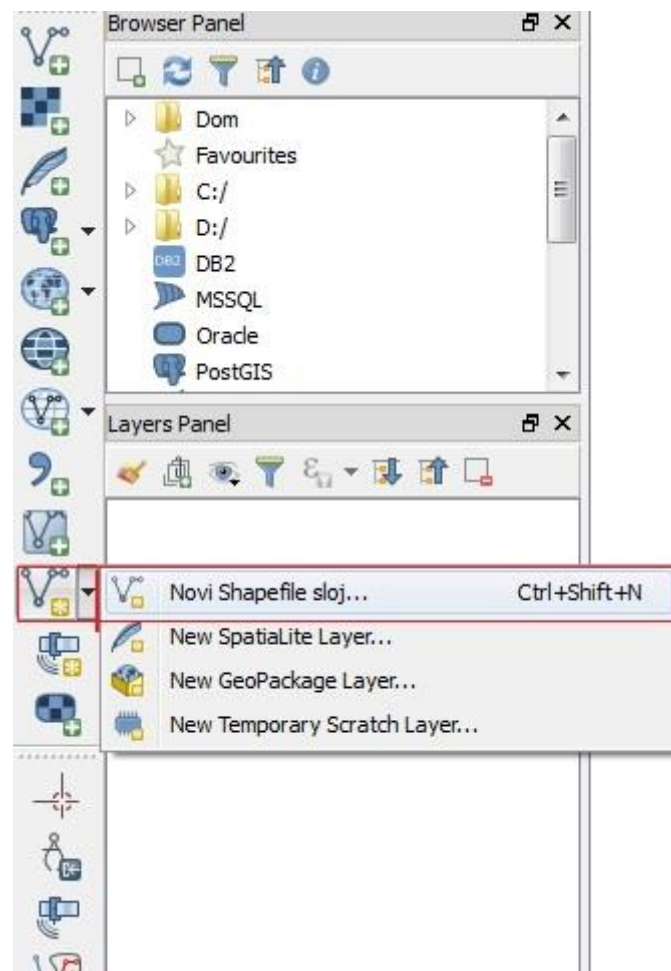 Browser Panel
Dom
Favourites
C:/
D:/
DB2
DB2
MSSQL
Oracle
PostGIS
Layers Panel
Novi Shapefile sloj... Ctrl+Shift+N
New SpatiaLite Layer...
New GeoPackage Layer...
New Temporary Scratch Layer...